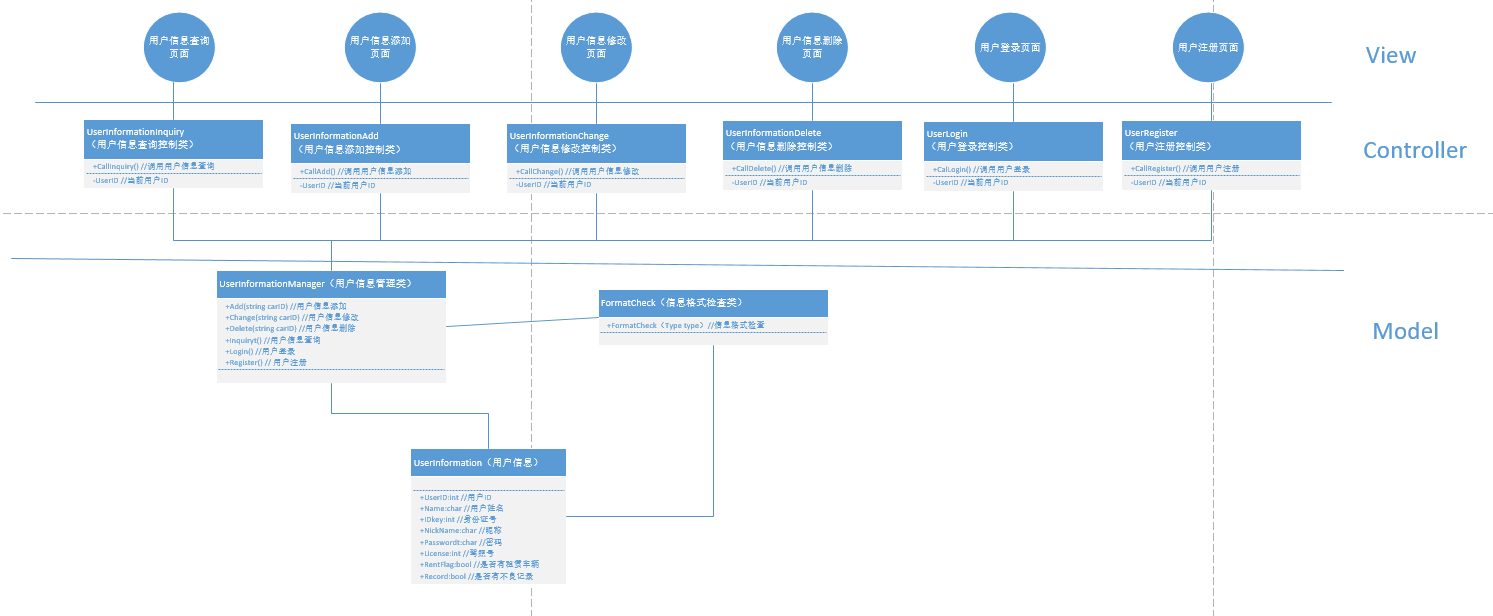 用户信息查询
页面
用户信息添加
页面
用户信息修改
页面
用户信息删除
页面
用户登录页面
用户注册页面
View
UserInformationInquiry
（用户信息查询控制类）
+CallInquiry() //调用用户信息查询
-UserID //当前用户ID
UserInformationAdd
（用户信息添加控制类）
+CallAdd() //调用用户信息添加
-UserID //当前用户ID
UserInformationChange
（用户信息修改控制类）
+CallChange() //调用用户信息修改
-UserID //当前用户ID
UserInformationDelete
（用户信息删除控制类）
+CallDelete() //调用用户信息删除
-UserID //当前用户ID
UserLogin
（用户登录控制类）
+CalLogin() //调用用户登录
-UserID //当前用户ID
UserRegister
（用户注册控制类）
+CallRegister() //调用用户注册
-UserID //当前用户ID
Controller
UserInformationManager（用户信息管理类）
+Add(string carID) //用户信息添加
+Change(string carID) //用户信息修改
+Delete(string carID) //用户信息删除
+Inquiryt() //用户信息查询
+Login() //用户登录
+Register() // 用户注册
FormatCheck（信息格式检查类）
+FormatCheck（Type type）//信息格式检查
Model
UserInformation（用户信息）
+UserID:int //用户ID
+Name:char //用户姓名
+IDkey:int //身份证号
+NickName:char //昵称
+Passwordt:char //密码
+License:int //驾照号
+RentFlag:bool //是否有租赁车辆
+Record:bool //是否有不良记录